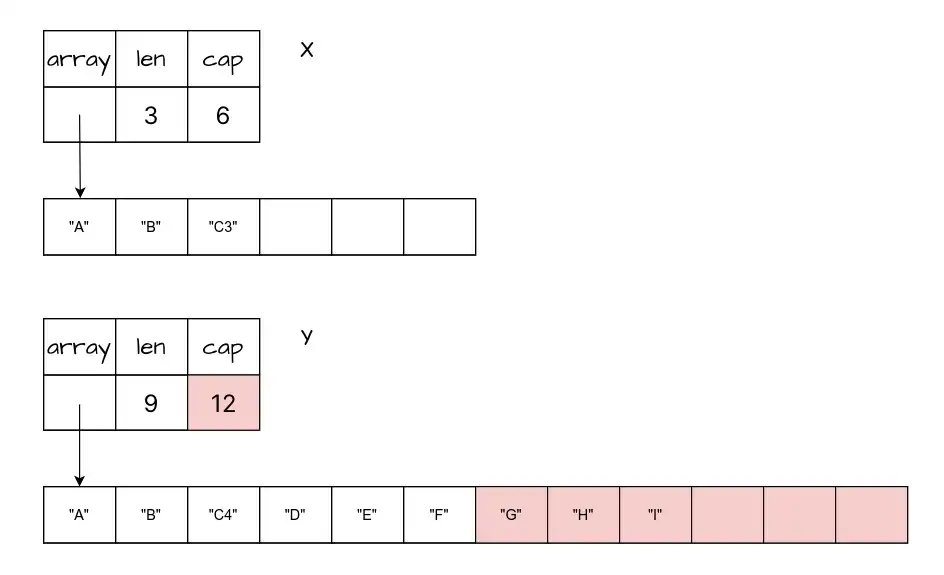 array len cap X
3 6
"A" "B" "C3"
array len cap y
9 12
"A" "B" "C4" "D" "E" "F" "G" "H" "I"